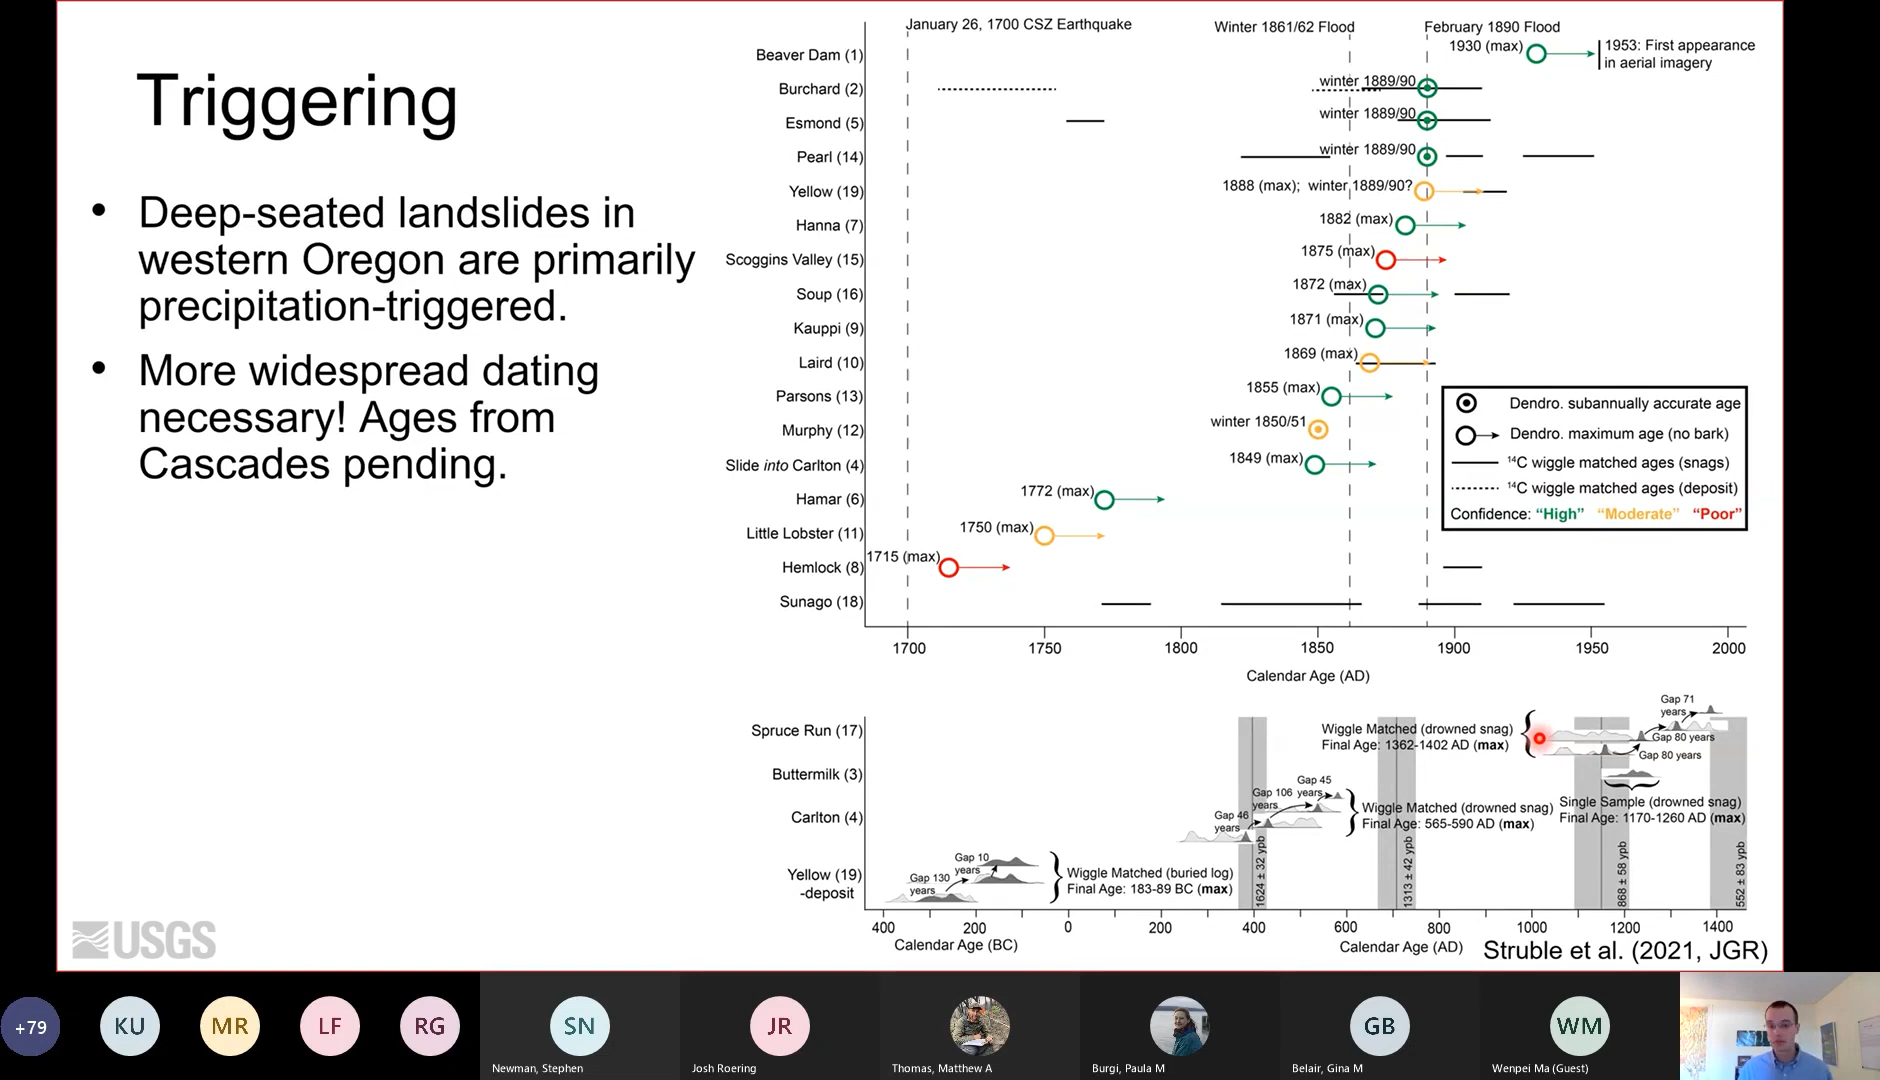 Triggering
• Deep-seated landslides in
western Oregon are primarily
precipitation-triggered.
• More widespread dating
necessary! Ages from
Cascades pending.
USGS
January 26, 1700 CSZ Earthquake
Winter 1861/62 Flood
February 1890 Flood
Beaver Dam (1)
1930 (max)
1953: First appearance
in aerial imagery
Burchard (2)
winter 1889/90
Esmond (5)
winter 1889/90
Pearl (14)
winter 1889/90
Yellow (19)
1888 (max); winter 1889/90?
Hanna (7)
1882 (max)
Scoggins Valley (15)
1875 (max)
Soup (16)
1872 (max)
Kauppi (9)
1871 (max)
Laird (10)
1869 (max)
Parsons (13)
1855 (max)
Murphy (12)
winter 1850/51
Slide into Carlton (4)
1849 (max)
Hamar (6)
1772 (max)
Little Lobster (11)
1750 (max)
Hemlock (8)
1715 (max)
Sunago (18)
Dendro. subannually accurate age
Dendro. maximum age (no bark)
¹⁴C wiggle matched ages (snags)
¹⁴C wiggle matched ages (deposit)
Confidence: “High” “Moderate” “Poor”
1700 1750 1800 1850 1900 1950 2000
Calendar Age (AD)
Spruce Run (17)
Wiggle Matched (drowned snag)
Final Age: 1362-1402 AD (max)
Gap 71
years
Gap 80 years
Gap 80 years
Buttermilk (3)
Single Sample (drowned snag)
Final Age: 1170-1260 AD (max)
Carlton (4)
Gap 46
years
Gap 106
years
Gap 45
years
Wiggle Matched (drowned snag)
Final Age: 565-590 AD (max)
Yellow (19)
-deposit
Gap 130
years
Gap 10
years
Wiggle Matched (buried log)
Final Age: 183-89 BC (max)
1624 ± 32 ypb
1313 ± 42 ypb
868 ± 58 ypb
552 ± 83 ypb
400 200 0 200 400 600 800 1000 1200 1400
Calendar Age (BC)
Calendar Age (AD)
Struble et al. (2021, JGR)
+79
KU
MR
LF
RG
SN
Newman, Stephen
JR
Josh Roering
Thomas, Matthew A
Burgi, Paula M
GB
Belair, Gina M
WM
Wenpei Ma (Guest)